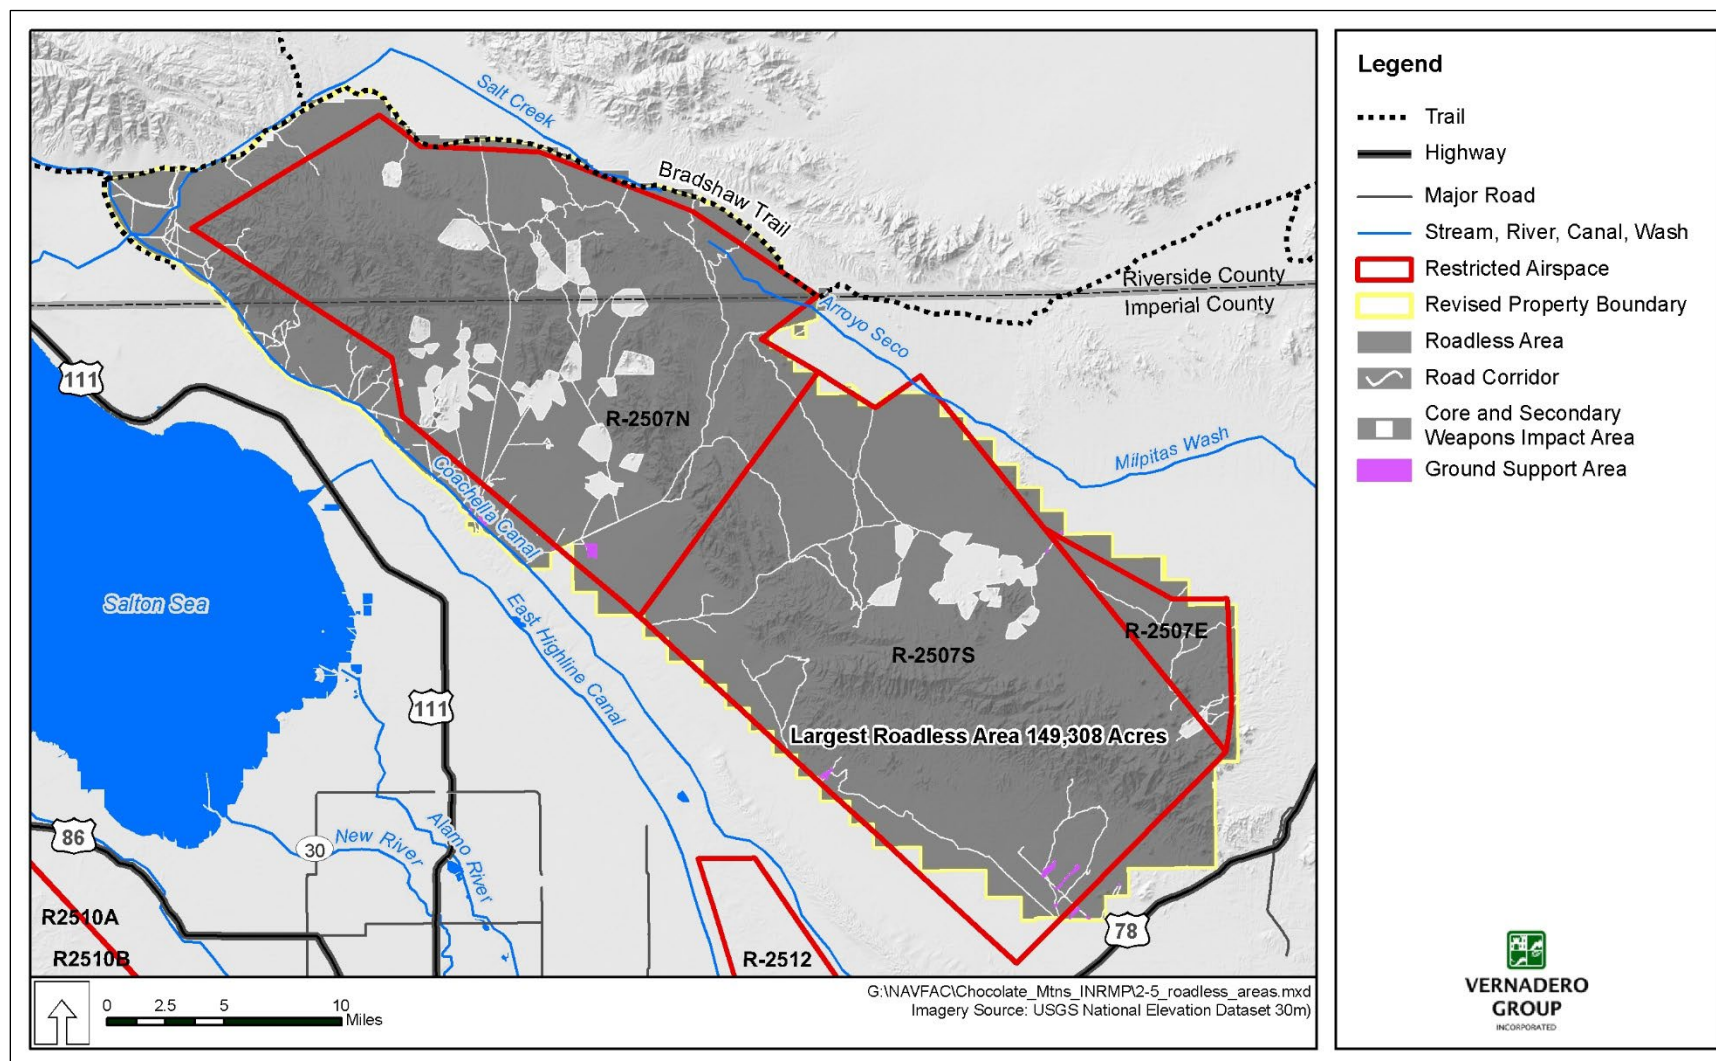 Salt Creek
Bradshaw Trail
Riverside County
Imperial County
Arroyo Seco
111
R-2507N
Milpitas Wash
Coachella Canal
Salton Sea
East Highline Canal
R-2507E
R-2507S
111
Largest Roadless Area 149,308 Acres
86
30
New River
Alamo River
R2510A
R2510B
R-2512
78
0 2.5 5 10
Miles
G:\NAVFAC\Chocolate_Mtns_INRMP\2-5_roadless_areas.mxd
Imagery Source: USGS National Elevation Dataset 30m)
Legend
Trail
Highway
Major Road
Stream, River, Canal, Wash
Restricted Airspace
Revised Property Boundary
Roadless Area
Road Corridor
Core and Secondary
Weapons Impact Area
Ground Support Area
VERNADERO
GROUP
INCORPORATED